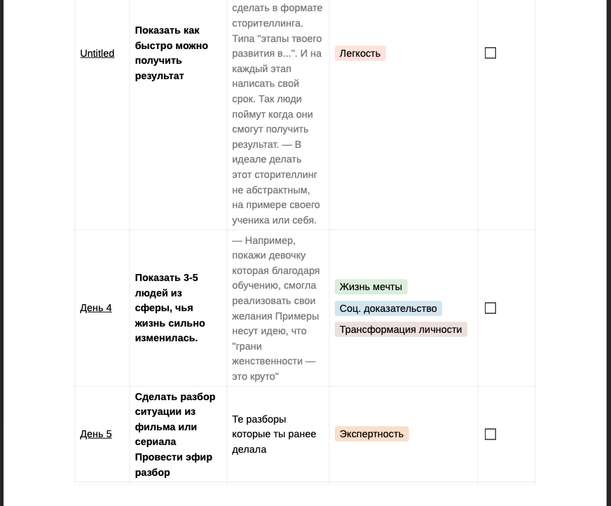 сделать в формате
сторителлинга.
Типа "этапы твоего
развития в...". И на
каждый этап
написать свой
срок. Так люди
поймут когда они
смогут получить
результат. — В
идеале делать
этот сторителлинг
не абстрактным,
на примере своего
ученика или себя.
Untitled
Показать как
быстро можно
получить
результат
Легкость
День 4
Показать 3-5
людей из
сферы, чья
жизнь сильно
изменилась.
— Например,
покажи девочку
которая благодаря
обучению, смогла
реализовать свои
желания Примеры
несут идею, что
"грани
женственности —
это круто"
Жизнь мечты
Соц. доказательство
Трансформация личности
День 5
Сделать разбор
ситуации из
фильма или
сериала
Провести эфир
разбор
Те разборы
которые ты ранее
делала
Экспертность